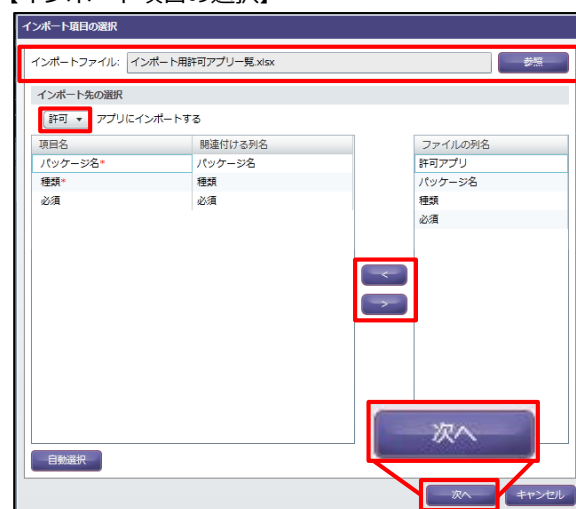 【インポート項目の選択】
インポート項目の選択
インポートファイル: インポート用許可アプリ一覧.xlsx 参照
インポート先の選択
許可 アプリにインポートする
項目名 関連付ける列名 ファイルの列名
許可アプリ
パッケージ名* パッケージ名
パッケージ名
種類* 種類
種類
必須 必須
必須
<
>
次へ
自動選択
次へ キャンセル